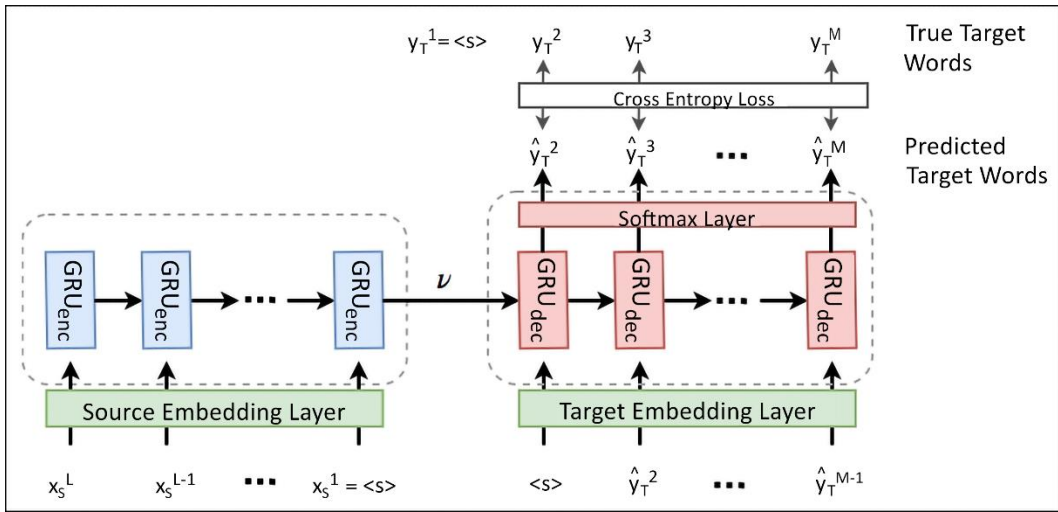 y_T^1 = <s> y_T^2 y_T^3 y_T^M True Target
Words
Cross Entropy Loss
ŷ_T^2 ŷ_T^3 ... ŷ_T^M Predicted
Target Words
Softmax Layer
GRU_enc GRU_enc ... GRU_enc ν GRU_dec GRU_dec ... GRU_dec
Source Embedding Layer Target Embedding Layer
x_S^L x_S^L-1 ... x_S^1 = <s> <s> ŷ_T^2 ... ŷ_T^M-1